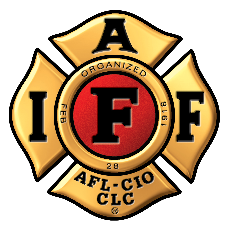 A
ORGANIZED
I F F
FEB 1918
28
AFL-CIO
CLC